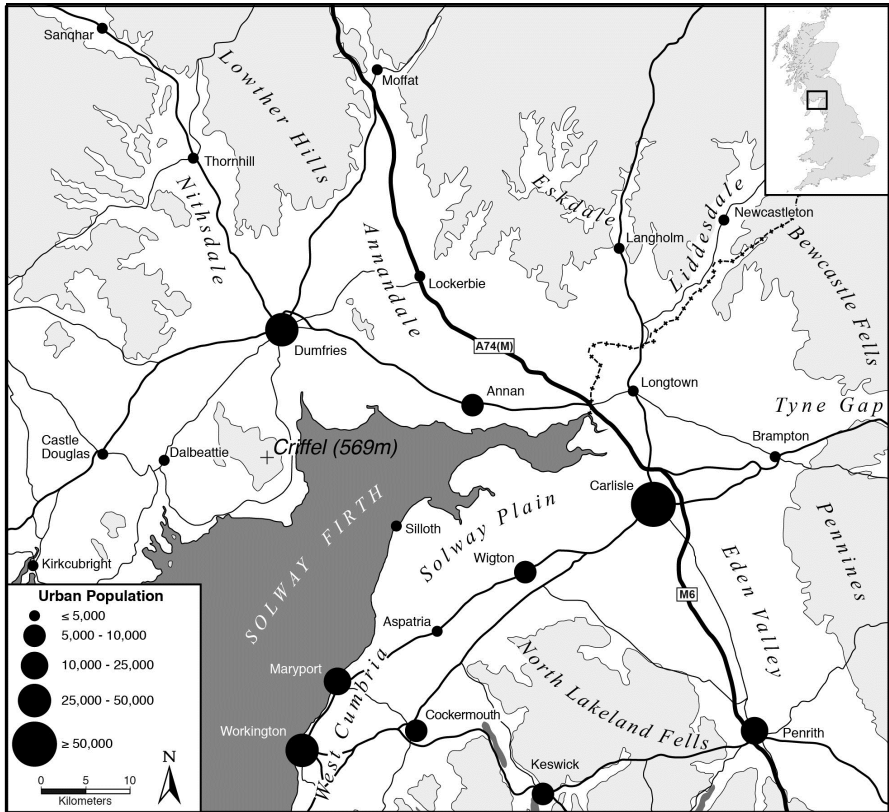 Sanqhar
Moffat
Lowther Hills
Thornhill
Nithsdale
Eskdale
Liddesdale
Newcastleton
Langholm
Bewcastle Fells
Annandale
Lockerbie
Dumfries
A74(M)
Annan
Longtown
Tyne Gap
Brampton
Castle
Douglas
Dalbeattie
Criffel (569m)
Carlisle
SOLWAY FIRTH
Silloth
Solway Plain
Pennines
Wigton
Eden Valley
Kirkcubright
M6
Aspatria
Maryport
West Cumbria
North Lakeland Fells
Workington
Cockermouth
Penrith
Keswick
Urban Population
≤ 5,000
5,000 - 10,000
10,000 - 25,000
25,000 - 50,000
≥ 50,000
N
0 5 10
Kilometers